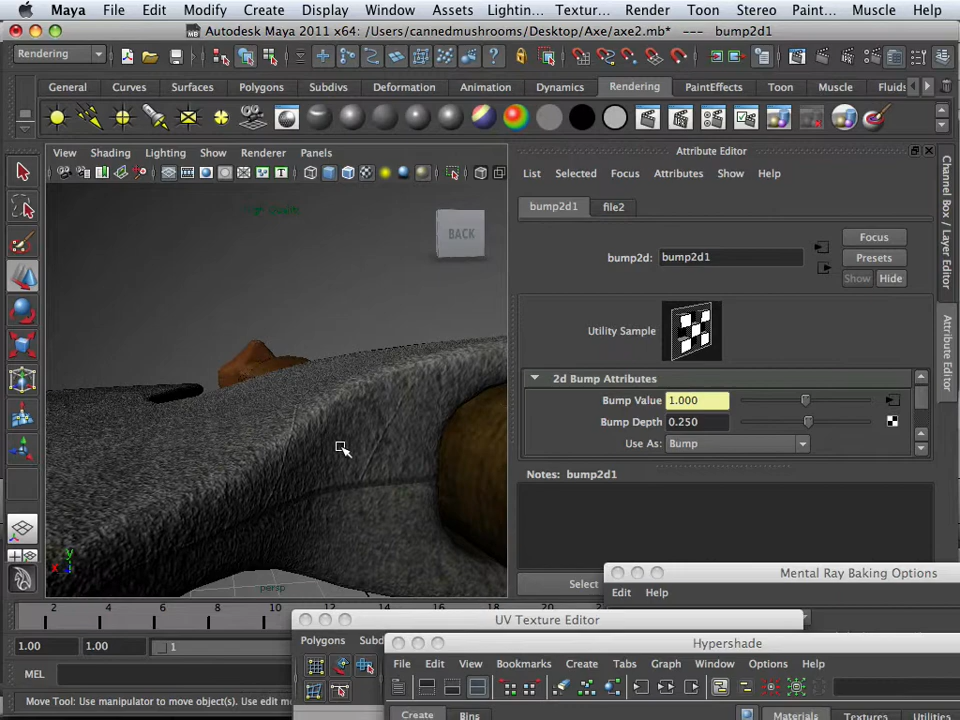 Maya File Edit Modify Create Display Window Assets Lightin... Textur... Render Toon Stereo Paint... Muscle Help
Autodesk Maya 2011 x64: /Users/cannedmushrooms/Desktop/Axe/axe2.mb* --- bump2d1
Rendering
General Curves Surfaces Polygons Subdivs Deformation Animation Dynamics Rendering PaintEffects Toon Muscle Fluids
View Shading Lighting Show Renderer Panels
Attribute Editor
List Selected Focus Attributes Show Help
bump2d1 file2
bump2d: bump2d1
Focus
Presets
Show Hide
BACK
Utility Sample
2d Bump Attributes
Bump Value 1.000
Bump Depth 0.250
Use As: Bump
Notes: bump2d1
Select
Channel Box / Layer Editor
Attribute Editor
y
x
persp
Mental Ray Baking Options
Edit Help
2 4 6 8 10 12 14 16 18 20
1.00 1.00 1
UV Texture Editor
Polygons Subd
Hypershade
File Edit View Bookmarks Create Tabs Graph Window Options Help
MEL
Move Tool: Use manipulator to move object(s). Use edit m
Create Bins Materials Textures Utilities